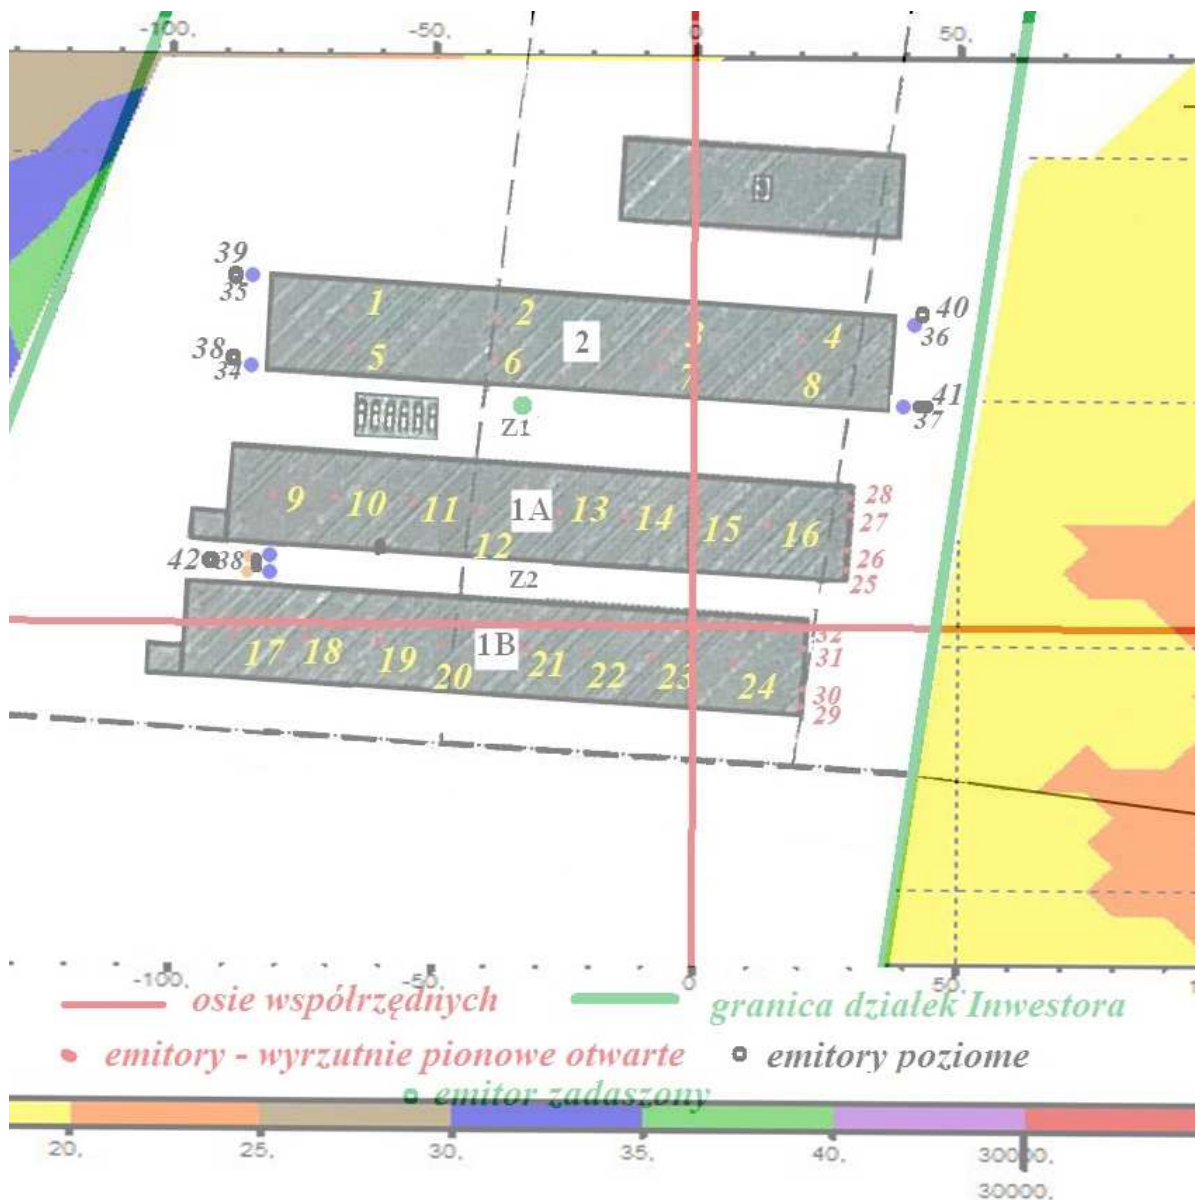 -100. -50. 0 50.
39
35
1 2 3 4
40
36
2
38
34
5 6 7 8
41
37
Z1
9 10 11 1A 13 14 15 16
12
28
27
26
25
42 38
Z2
32
31
30
29
1B
17 18 19 20 21 22 23 24
-100. -50. 0 50.
osie współrzędnych granica działek Inwestora
emitory - wyrzutnie pionowe otwarte emitory poziome
emitor zadaszony
20. 25. 30. 35. 40. 30000.
30000.